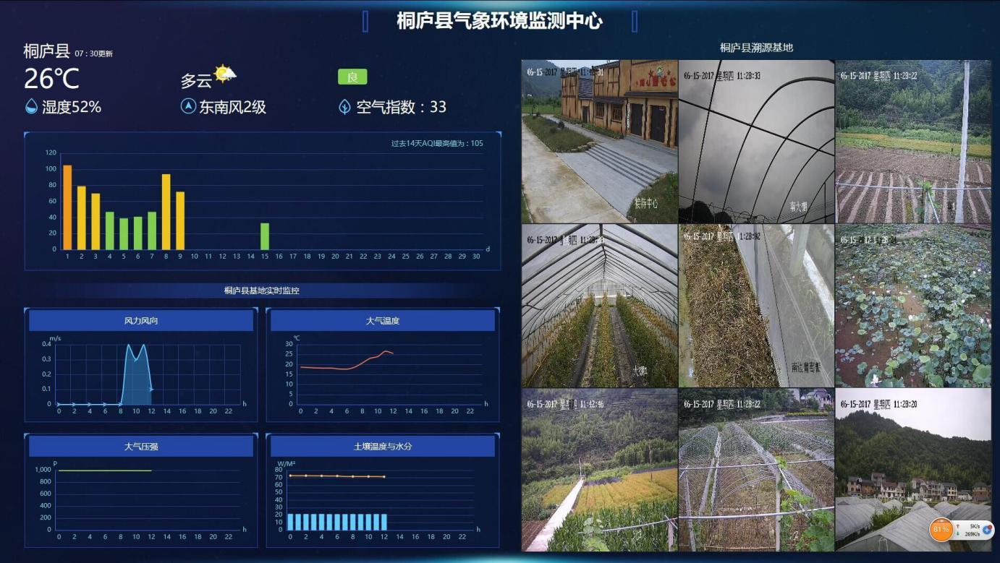 桐庐县气象环境监测中心
桐庐县 07 : 30更新
26℃
多云
良
湿度52%
东南风2级
空气指数 : 33
过去14天AQI最高值为 : 105
120
100
80
60
40
20
0
1 2 3 4 5 6 7 8 9 10 11 12 13 14 15 16 17 18 19 20 21 22 23 24 25 26 27 28 29 30 d
桐庐县基地实时监控
风力风向
m/s
0.4
0.3
0.2
0.1
0
0 2 4 6 8 10 12 14 16 18 20 22 h
大气温度
℃
30
25
20
15
10
5
0
0 2 4 6 8 10 12 14 16 18 20 22 h
大气压强
P
1,000
800
600
400
200
0
0 2 4 6 8 10 12 14 16 18 20 22 h
土壤温度与水分
W/M²
80
70
60
50
40
30
20
10
0
0 2 4 6 8 10 12 14 16 18 20 22 h
桐庐县溯源基地
06-15-2017 星期四
接待中心
06-15-2017 星期四 11:28:33
南大棚
06-15-2017 星期四 11:28:22
06-15-2017 星期四
大棚1
06-15-2017 星期四 11:28:02
06-15-2017
06-15-2017 星期四 11:42:46
06-15-2017 星期四 11:28:22
06-15-2017 星期四 11:28:20
81%
5K/s
269K/s